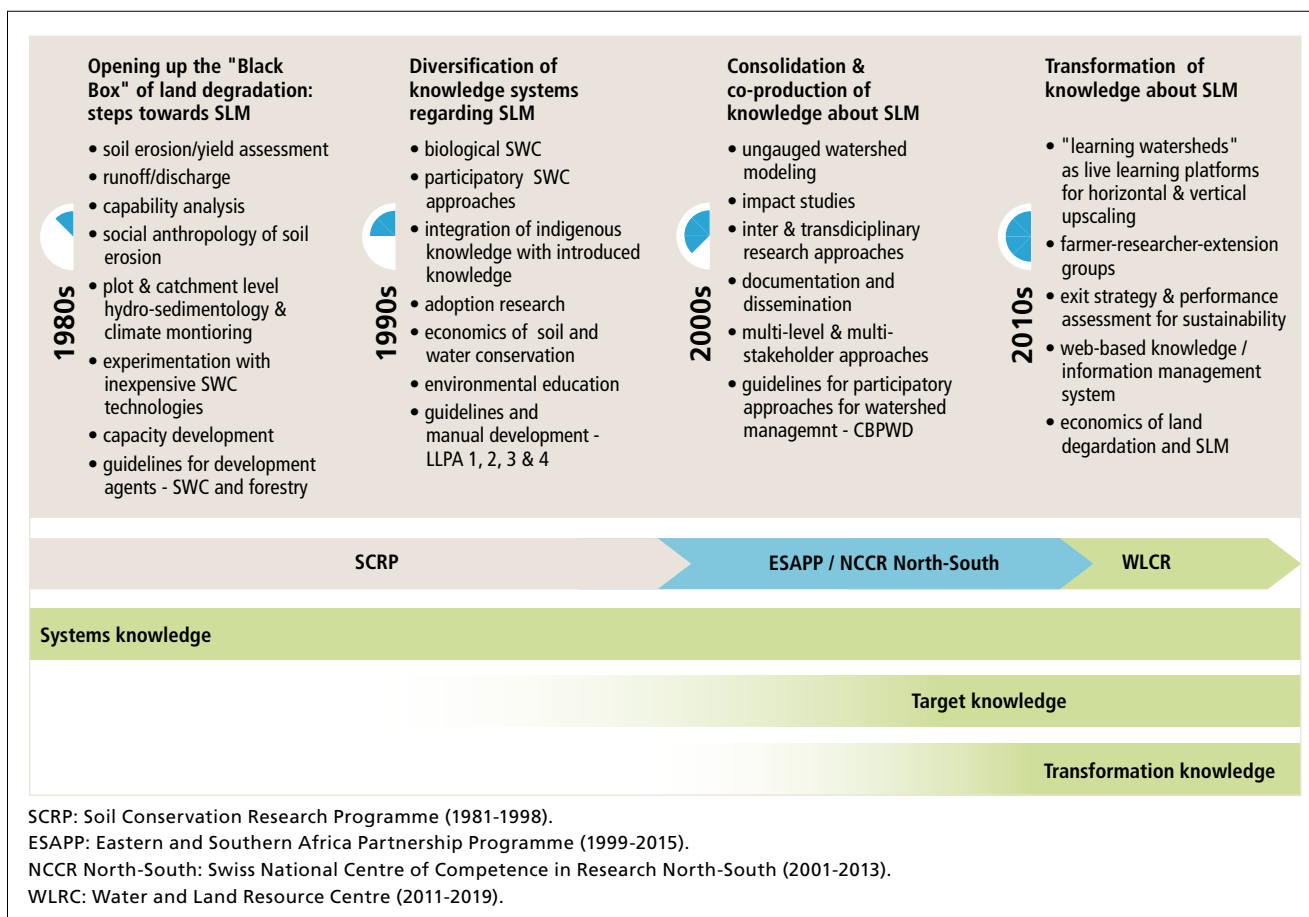 Opening up the "Black
Box" of land degradation:
steps towards SLM
• soil erosion/yield assessment
• runoff/discharge
• capability analysis
• social anthropology of soil
erosion
• plot & catchment level
hydro-sedimentology &
climate montioring
• experimentation with
inexpensive SWC
technologies
• capacity development
• guidelines for development
agents - SWC and forestry
1980s
Diversification of
knowledge systems
regarding SLM
• biological SWC
• participatory SWC
approaches
• integration of indigenous
knowledge with introduced
knowledge
• adoption research
• economics of soil and
water conservation
• environmental education
• guidelines and
manual development -
LLPA 1, 2, 3 & 4
1990s
Consolidation &
co-production of
knowledge about SLM
• ungauged watershed
modeling
• impact studies
• inter & transdiciplinary
research approaches
• documentation and
dissemination
• multi-level & multi-
stakeholder approaches
• guidelines for participatory
approaches for watershed
managemnt - CBPWD
2000s
Transformation of
knowledge about SLM
• "learning watersheds"
as live learning platforms
for horizontal & vertical
upscaling
• farmer-researcher-extension
groups
• exit strategy & performance
assessment for sustainability
• web-based knowledge /
information management
system
• economics of land
degardation and SLM
2010s
SCRP
ESAPP / NCCR North-South
WLCR
Systems knowledge
Target knowledge
Transformation knowledge
SCRP: Soil Conservation Research Programme (1981-1998).
ESAPP: Eastern and Southern Africa Partnership Programme (1999-2015).
NCCR North-South: Swiss National Centre of Competence in Research North-South (2001-2013).
WLRC: Water and Land Resource Centre (2011-2019).